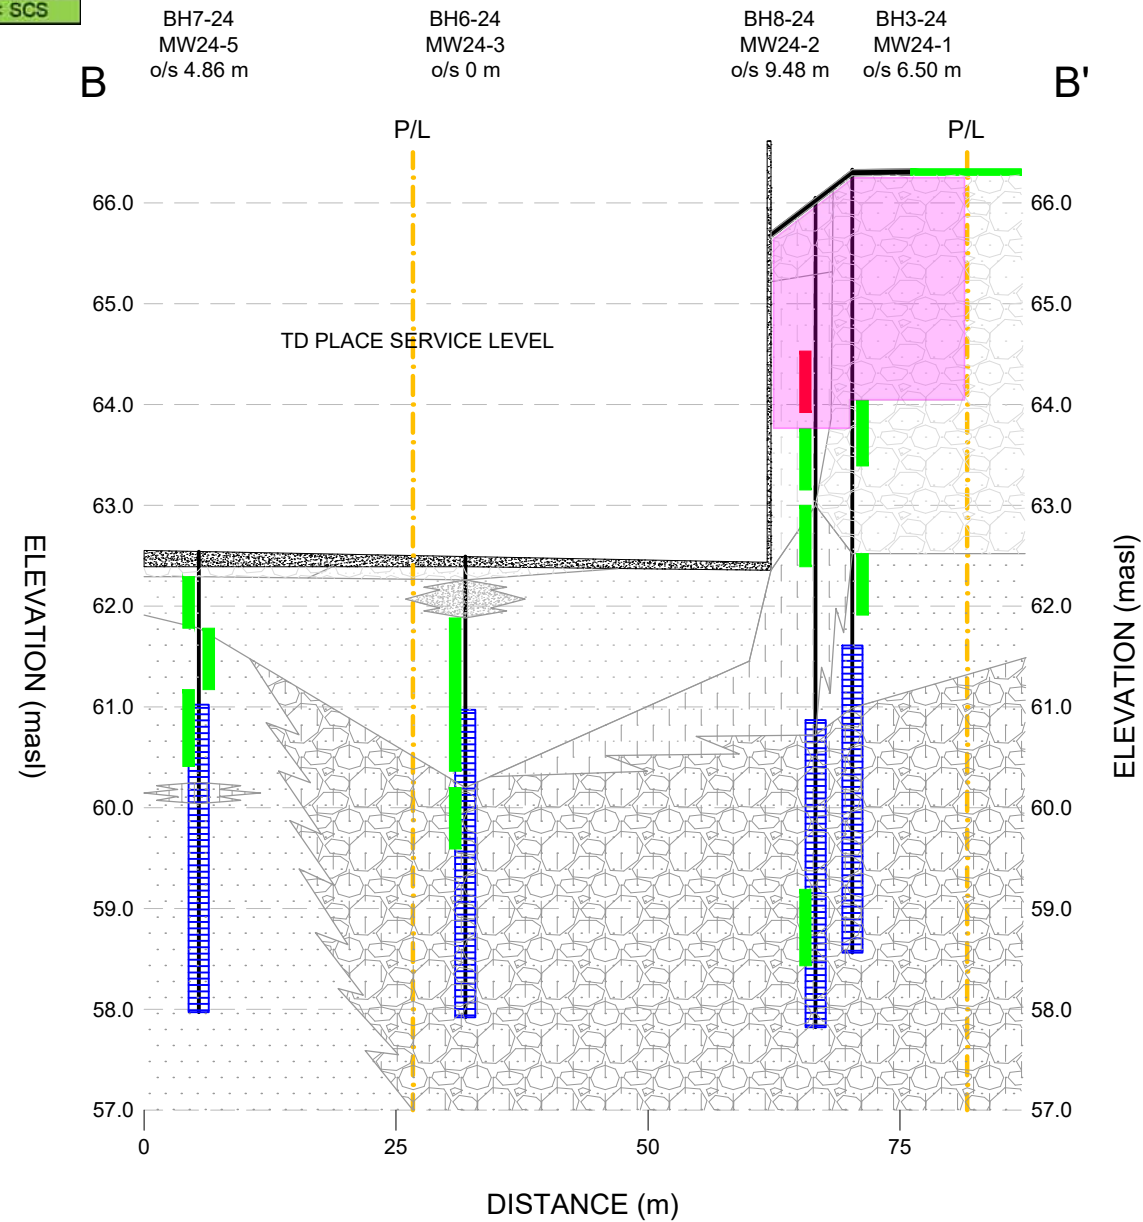 < SCS
BH7-24
MW24-5
o/s 4.86 m
BH6-24
MW24-3
o/s 0 m
BH8-24
MW24-2
o/s 9.48 m
BH3-24
MW24-1
o/s 6.50 m
B
B'
P/L
P/L
66.0
66.0
65.0
65.0
TD PLACE SERVICE LEVEL
64.0
64.0
63.0
63.0
62.0
62.0
61.0
61.0
60.0
60.0
59.0
59.0
58.0
58.0
57.0
57.0
ELEVATION (masl)
ELEVATION (masl)
0
25
50
75
DISTANCE (m)